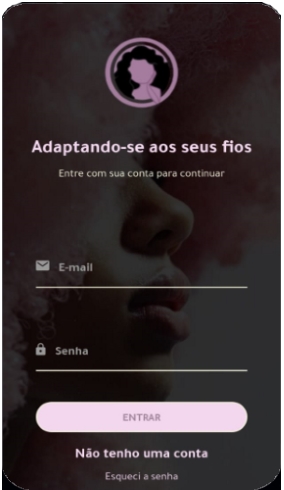 Adaptando-se aos seus fios
Entre com sua conta para continuar
E-mail
Senha
ENTRAR
Não tenho uma conta
Esqueci a senha